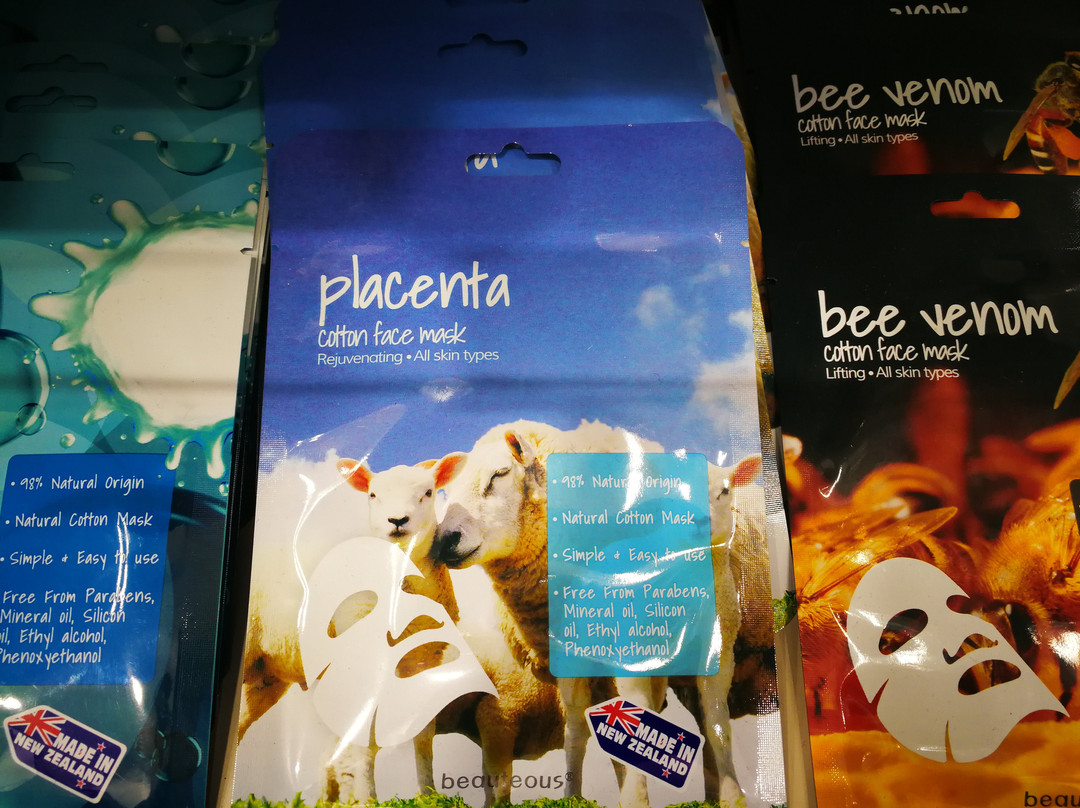 • 98% Natural Origin
• Natural Cotton Mask
• Simple & Easy to use
Free From Parabens,
Mineral oil, Silicon
oil, Ethyl alcohol,
Phenoxyethanol
MADE IN
NEW ZEALAND
placenta
cotton face mask
Rejuvenating • All skin types
• 98% Natural Origin
• Natural Cotton Mask
• Simple & Easy to use
• Free From Parabens,
Mineral oil, Silicon
oil, Ethyl alcohol,
Phenoxyethanol
MADE IN
NEW ZEALAND
beauteous®
bee venom
cotton face mask
Lifting • All skin types
bee venom
cotton face mask
Lifting • All skin types